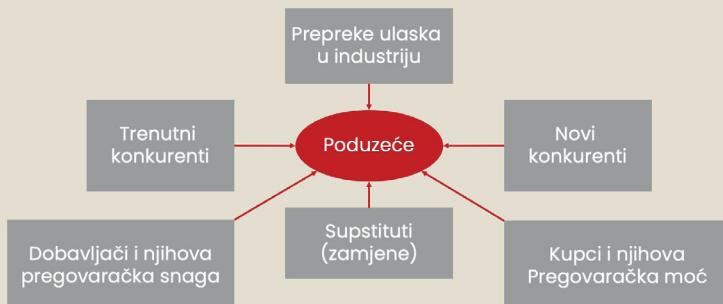 Prepreke ulaska
u industriju
Trenutni
konkurenti
Poduzeće
Novi
konkurenti
Dobavljači i njihova
pregovaračka snaga
Supstituti
(zamjene)
Kupci i njihova
Pregovaračka moć